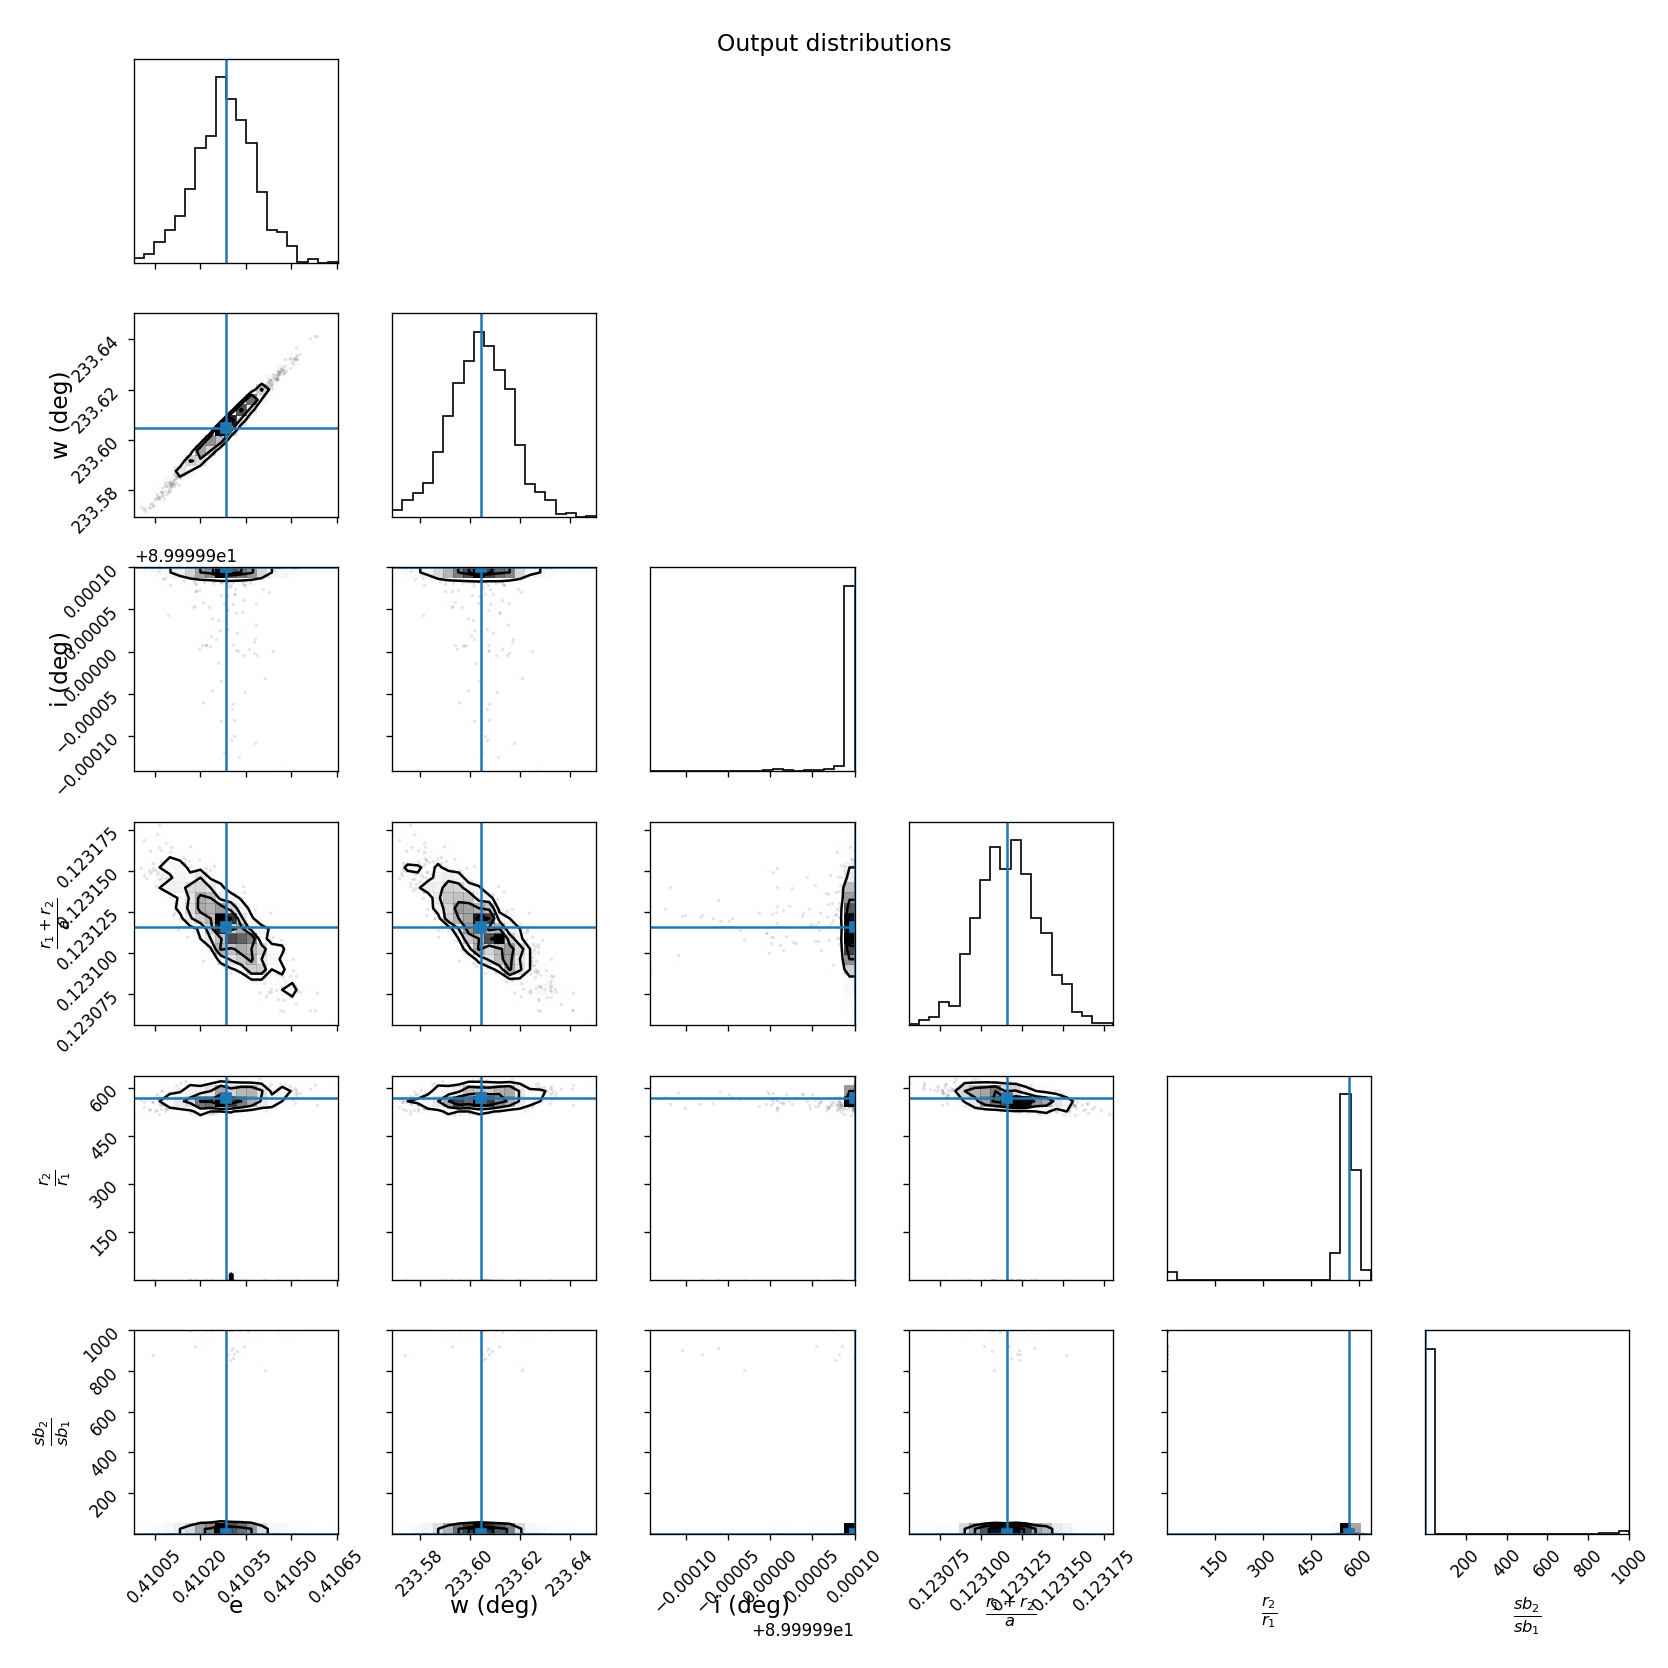 Output distributions
w (deg)
233.64
233.62
233.60
233.58
+8.99999e1
i (deg)
0.00010
0.00005
0.00000
−0.00005
−0.00010
r1 + r2
a
0.123175
0.123150
0.123125
0.123100
0.123075
r2
r1
600
450
300
150
sb2
sb1
1000
800
600
400
200
0.41005 0.41020 0.41035 0.41050 0.41065
e
233.58 233.60 233.62 233.64
w (deg)
−0.00010 −0.00005 0.00000 0.00005 0.00010
i (deg)
+8.99999e1
0.123075 0.123100 0.123125 0.123150 0.123175
r1 + r2
a
150 300 450 600
r2
r1
200 400 600 800 1000
sb2
sb1